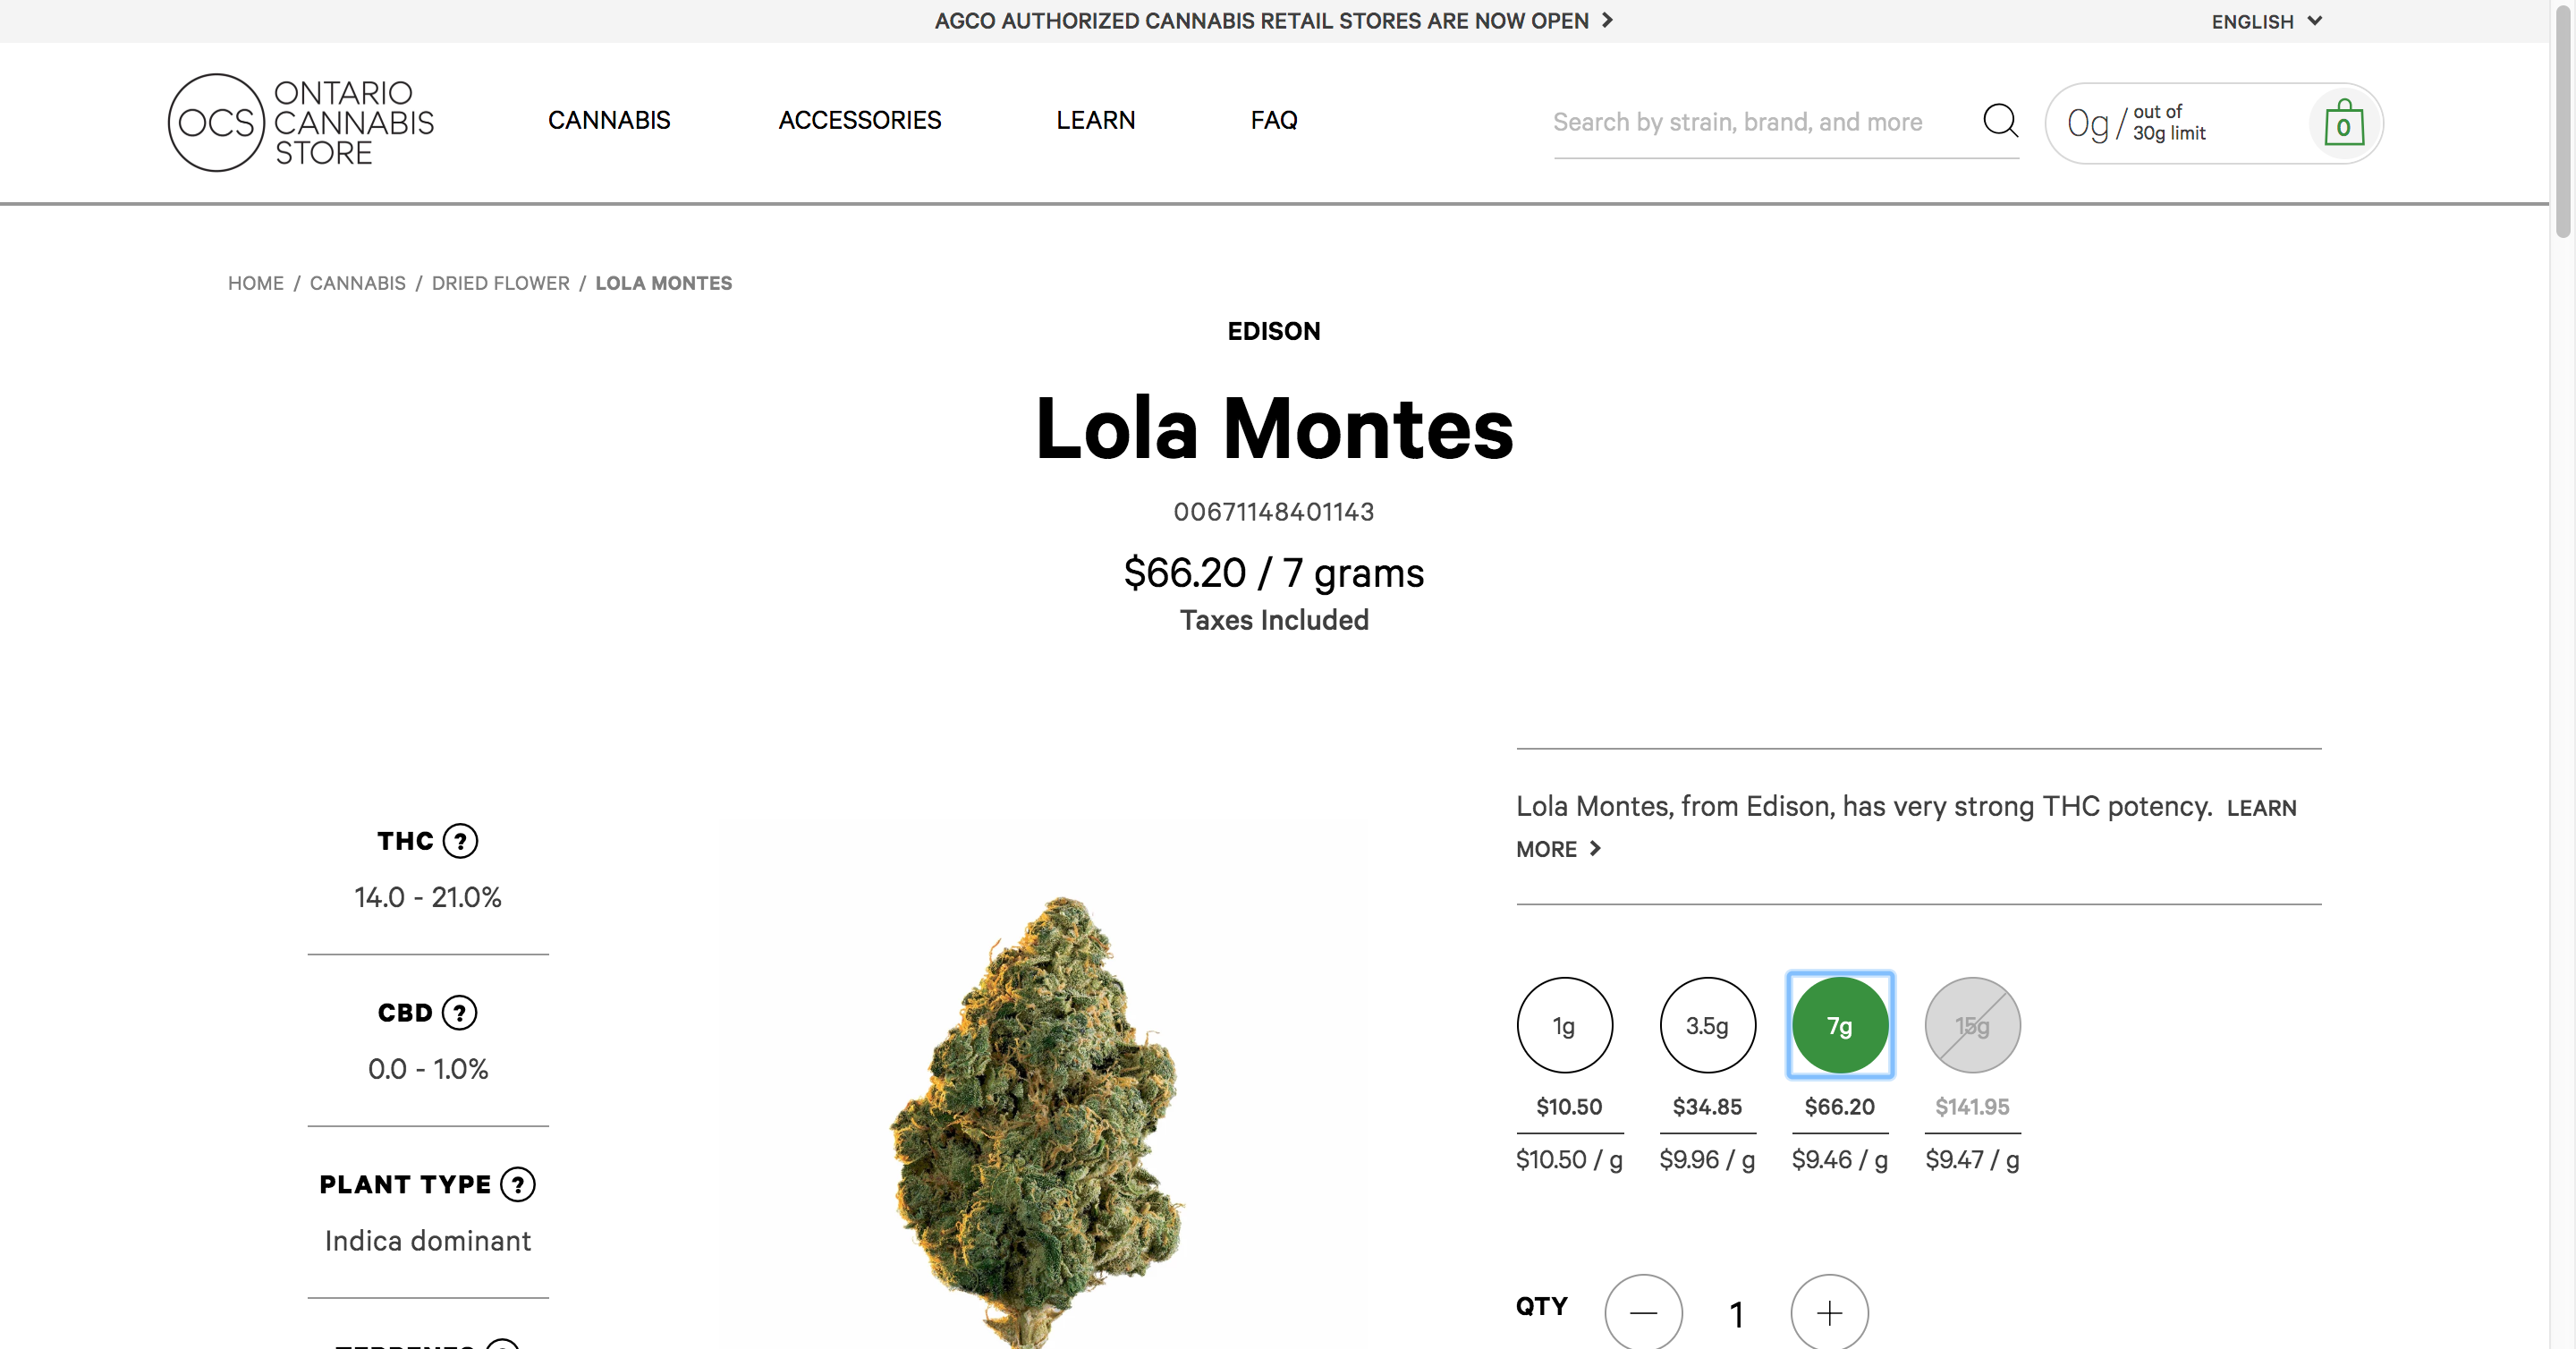 AGCO AUTHORIZED CANNABIS RETAIL STORES ARE NOW OPEN
ENGLISH
OCS
ONTARIO
CANNABIS
STORE
CANNABIS
ACCESSORIES
LEARN
FAQ
Search by strain, brand, and more
0g / out of
30g limit
0
HOME / CANNABIS / DRIED FLOWER / LOLA MONTES
EDISON
Lola Montes
00671148401143
$66.20 / 7 grams
Taxes Included
THC ?
14.0 - 21.0%
CBD ?
0.0 - 1.0%
PLANT TYPE ?
Indica dominant
Lola Montes, from Edison, has very strong THC potency. LEARN
MORE
1g 3.5g 7g 15g
$10.50 $34.85 $66.20 $141.95
$10.50 / g $9.96 / g $9.46 / g $9.47 / g
QTY — 1 +